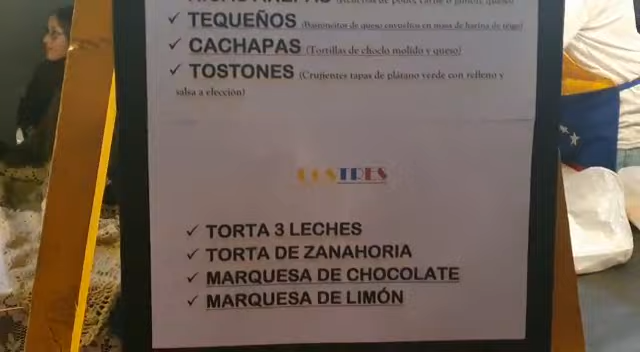 ✓ TEQUEÑOS (Bastoncitos de queso envueltos en masa de harina de trigo)
✓ CACHAPAS (Tortillas de choclo molido y queso)
✓ TOSTONES (Crujientes tapas de plátano verde con relleno y
salsa a elección)
POSTRES
✓ TORTA 3 LECHES
✓ TORTA DE ZANAHORIA
✓ MARQUESA DE CHOCOLATE
✓ MARQUESA DE LIMÓN